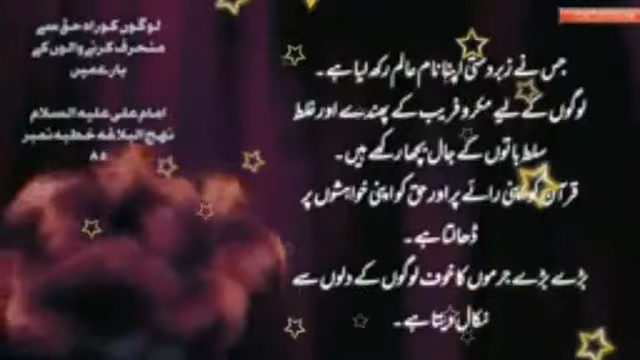 لوگوں کو راہ حق سے
منحرف کرنے والوں کے
بارے میں
امام علی علیہ السلام
نہج البلاغہ خطبہ نمبر
۸۵
جس نے زبردستی اپنا نام عالم رکھ لیا ہے۔
لوگوں کے لیے مکر و فریب کے پھندے اور غلط
سلط باتوں کے جال بچھا رکھے ہیں۔
قرآن کو اپنی رائے پر اور حق کو اپنی خواہشوں پر
ڈھالتا ہے۔
بڑے بڑے جرموں کا خوف لوگوں کے دلوں سے
نکال دیتا ہے۔